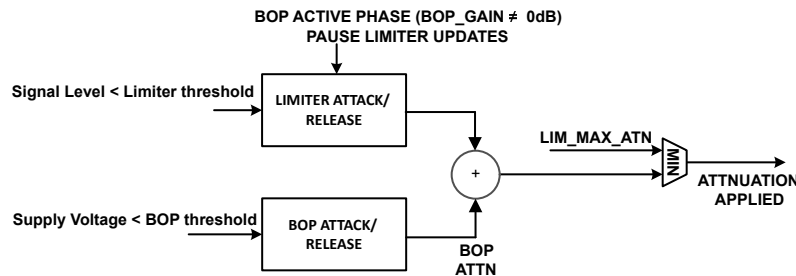 BOP ACTIVE PHASE (BOP_GAIN ≠ 0dB)
PAUSE LIMITER UPDATES
Signal Level < Limiter threshold
LIMITER ATTACK/
RELEASE
LIM_MAX_ATN
MIN
+
ATTNUATION
APPLIED
Supply Voltage < BOP threshold
BOP ATTACK/
RELEASE
BOP
ATTN